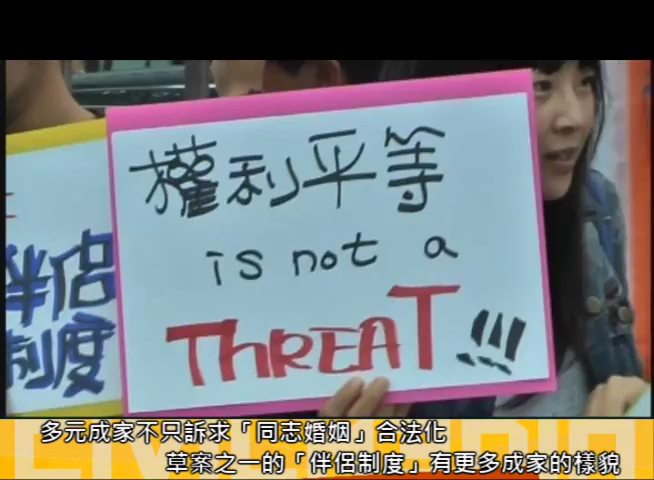 權利平等
is not a
THREAT!!!
伴侶
制度
多元成家不只訴求「同志婚姻」合法化
草案之一的「伴侶制度」有更多成家的樣貌